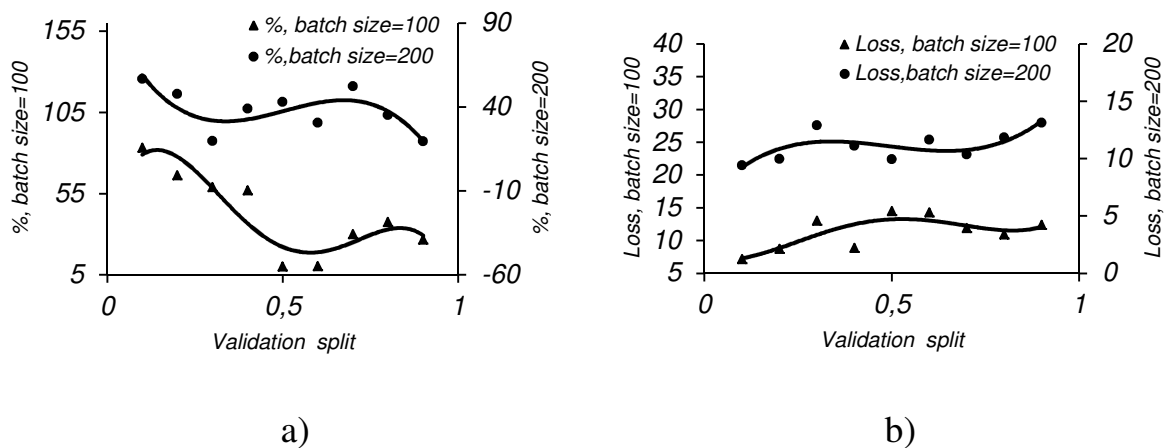 155
105
55
5
%, batch size=100
%, batch size=100
%,batch size=200
90
40
-10
-60
%, batch size=200
0
0,5
1
Validation split
a)
40
35
30
25
20
15
10
5
Loss, batch size=100
Loss, batch size=100
Loss,batch size=200
20
15
10
5
0
Loss, batch size=200
0
0,5
1
Validation split
b)